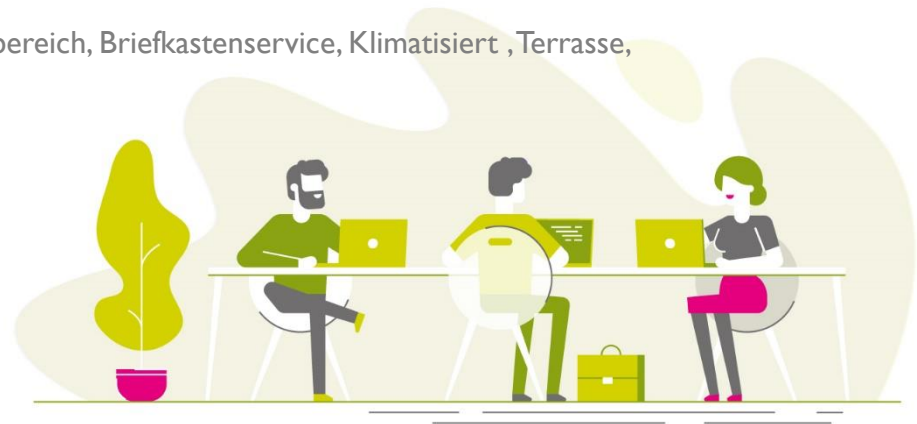 bereich, Briefkastenservice, Klimatisiert , Terrasse,